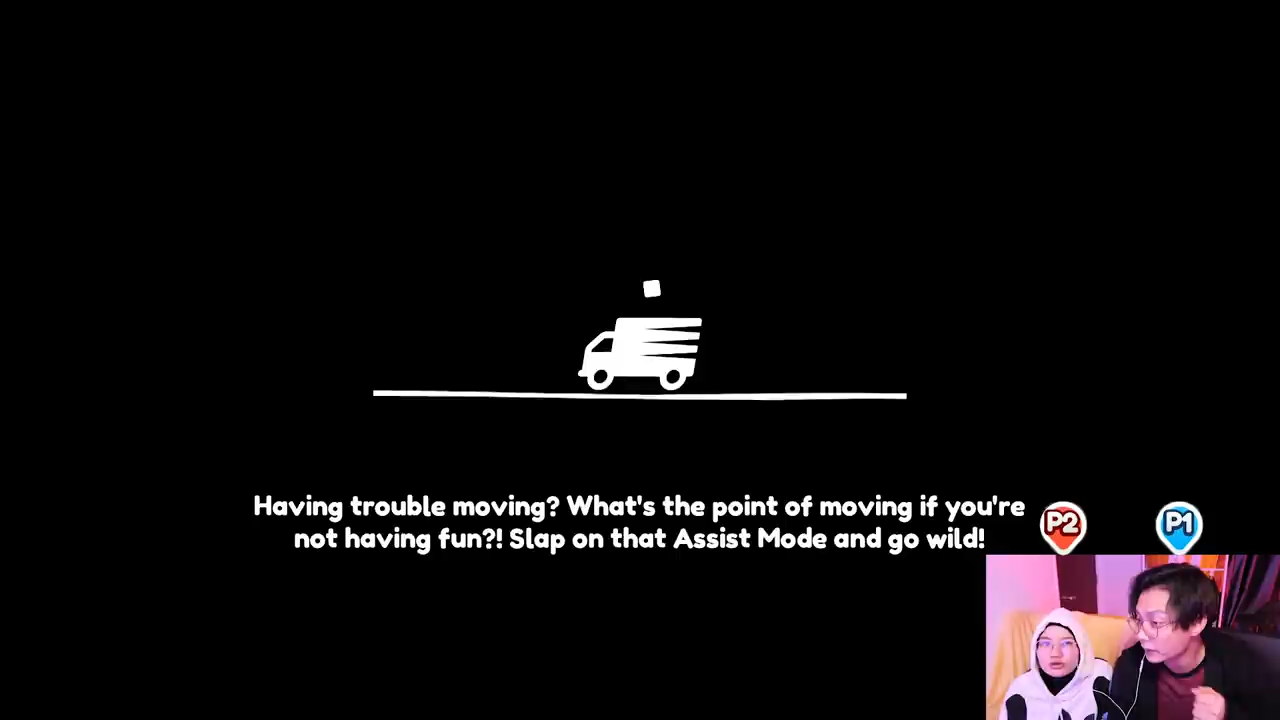 Having trouble moving? What's the point of moving if you're
not having fun?! Slap on that Assist Mode and go wild!
P2
P1